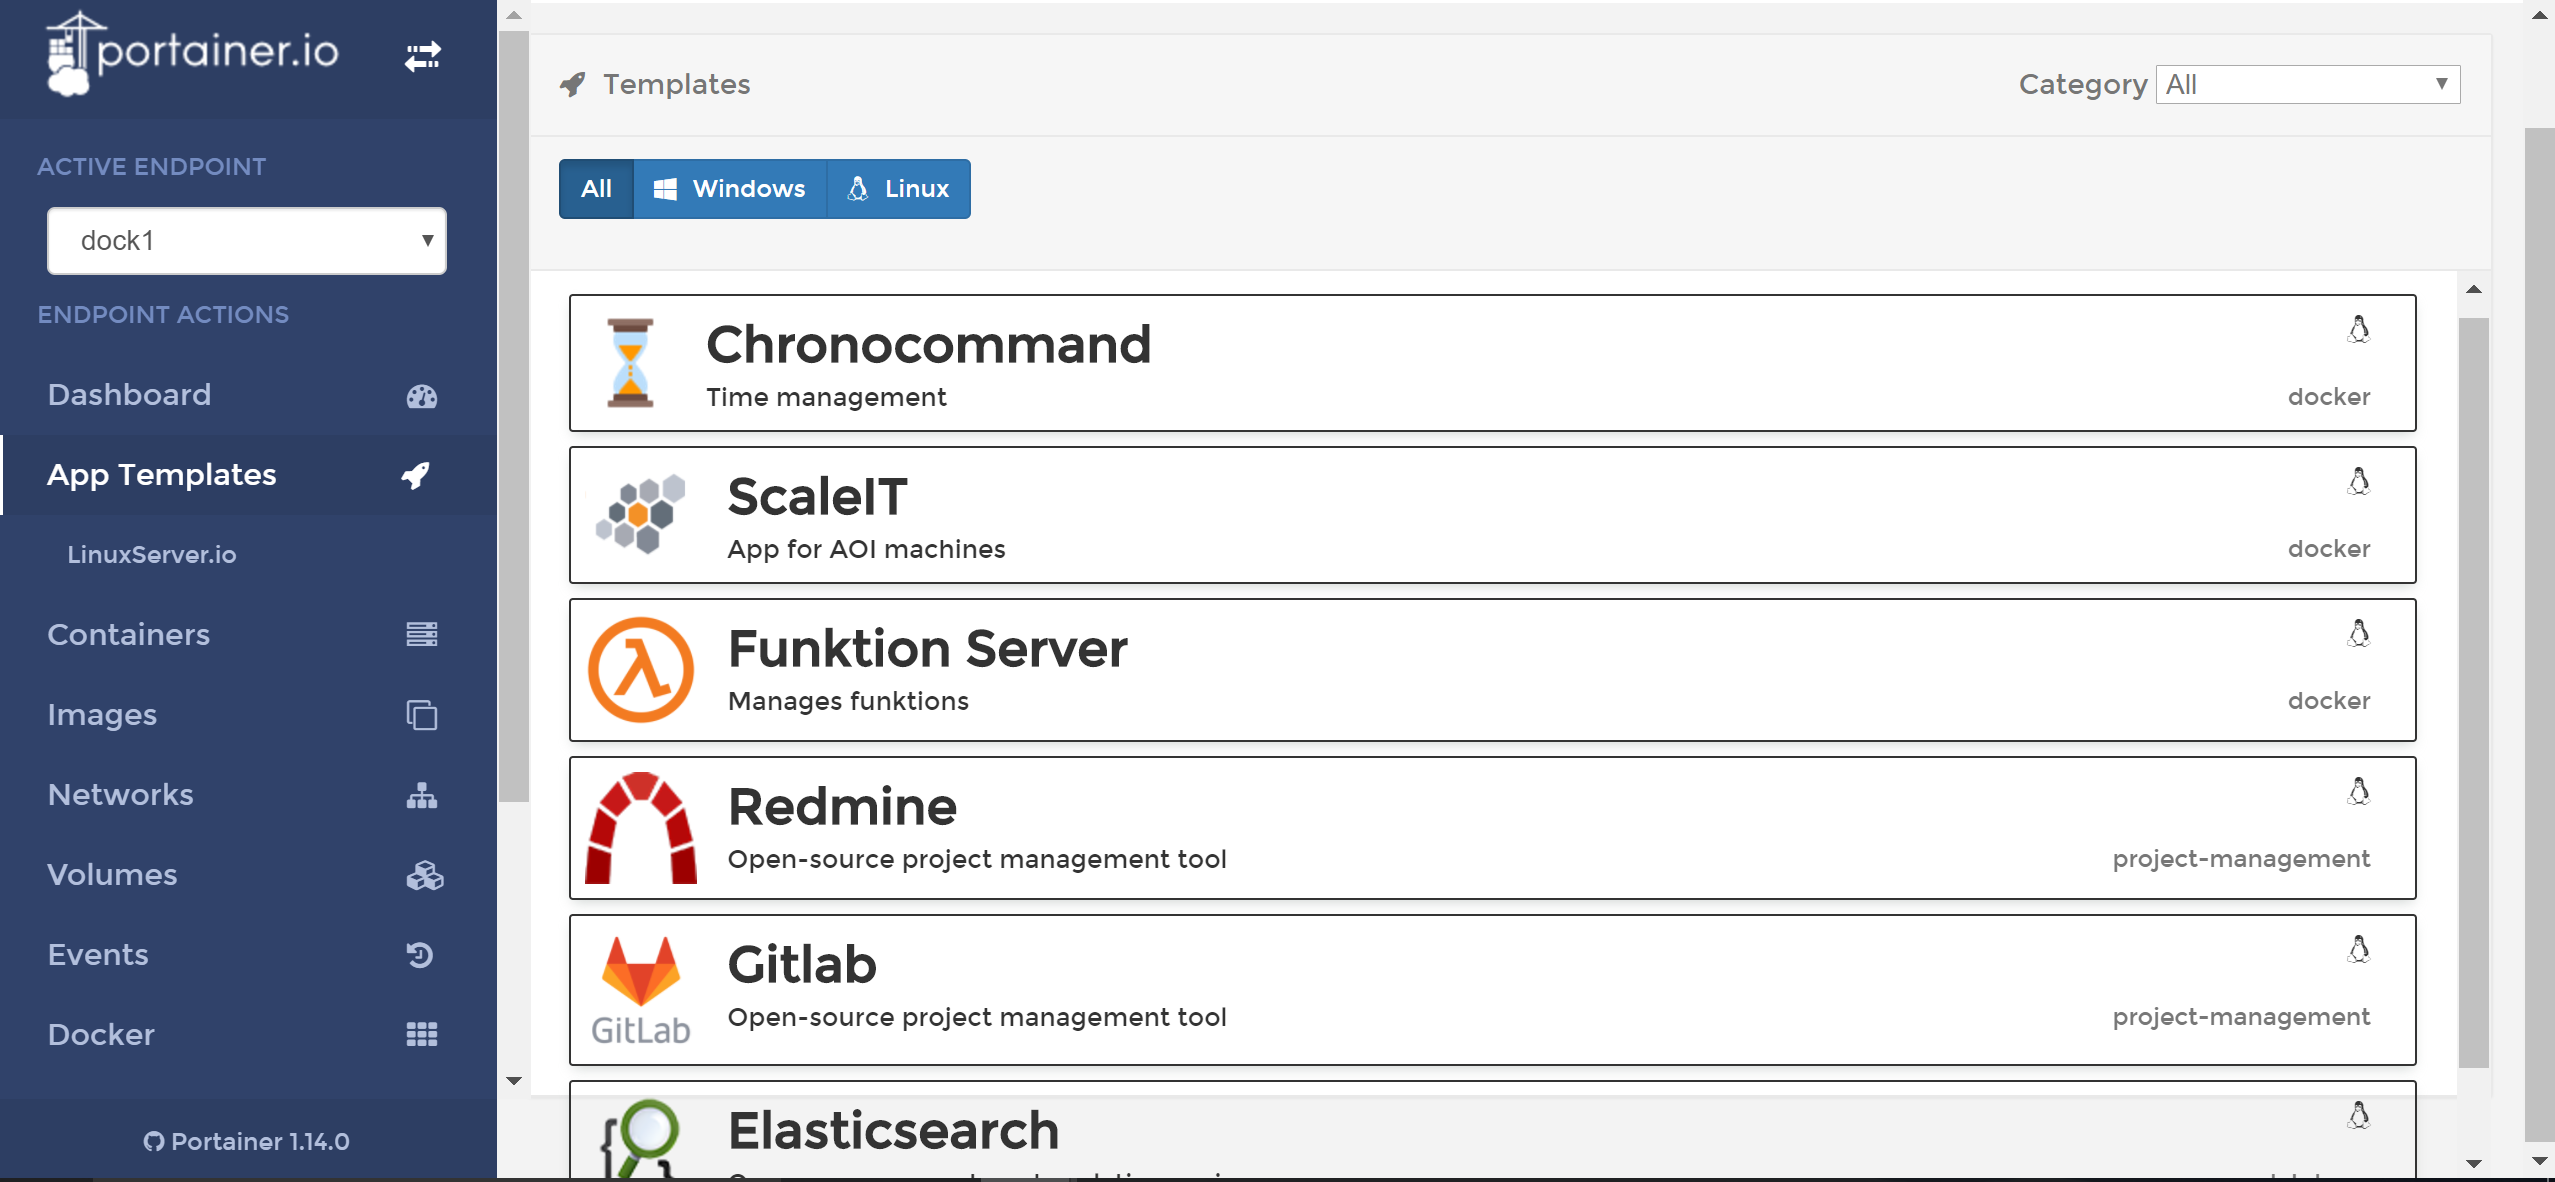 portainer.io
ACTIVE ENDPOINT
dock1
ENDPOINT ACTIONS
Dashboard
App Templates
LinuxServer.io
Containers
Images
Networks
Volumes
Events
Docker
Portainer 1.14.0
Templates
Category All
All Windows Linux
Chronocommand
Time management
docker
ScaleIT
App for AOI machines
docker
Funktion Server
Manages funktions
docker
Redmine
Open-source project management tool
project-management
GitLab
Gitlab
Open-source project management tool
project-management
Elasticsearch